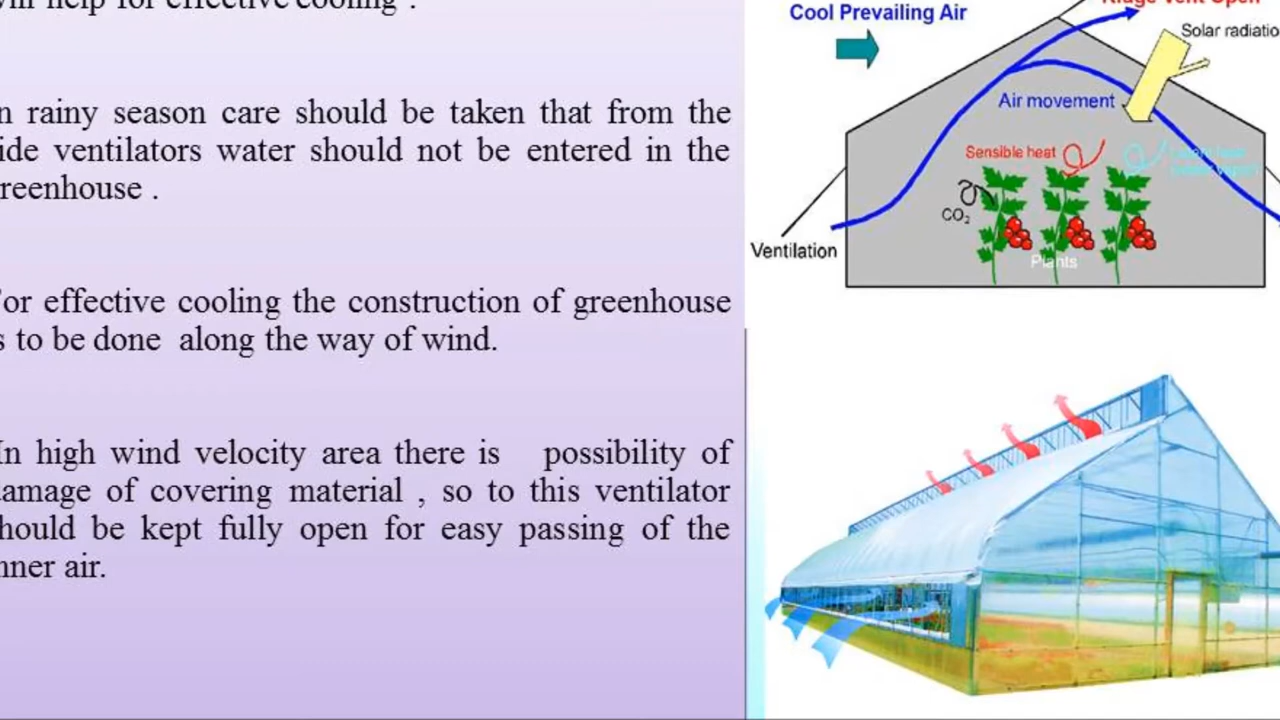 help for effective cooling .
rainy season care should be taken that from the
ventilators water should not be entered in the
reenhouse .
or effective cooling the construction of greenhouse
s to be done along the way of wind.
In high wind velocity area there is possibility of
amage of covering material , so to this ventilator
hould be kept fully open for easy passing of the
nner air.
Cool Prevailing Air
Ridge Vent Open
Solar radiatio
Air movement
Sensible heat
CO2
Ventilation
Plants